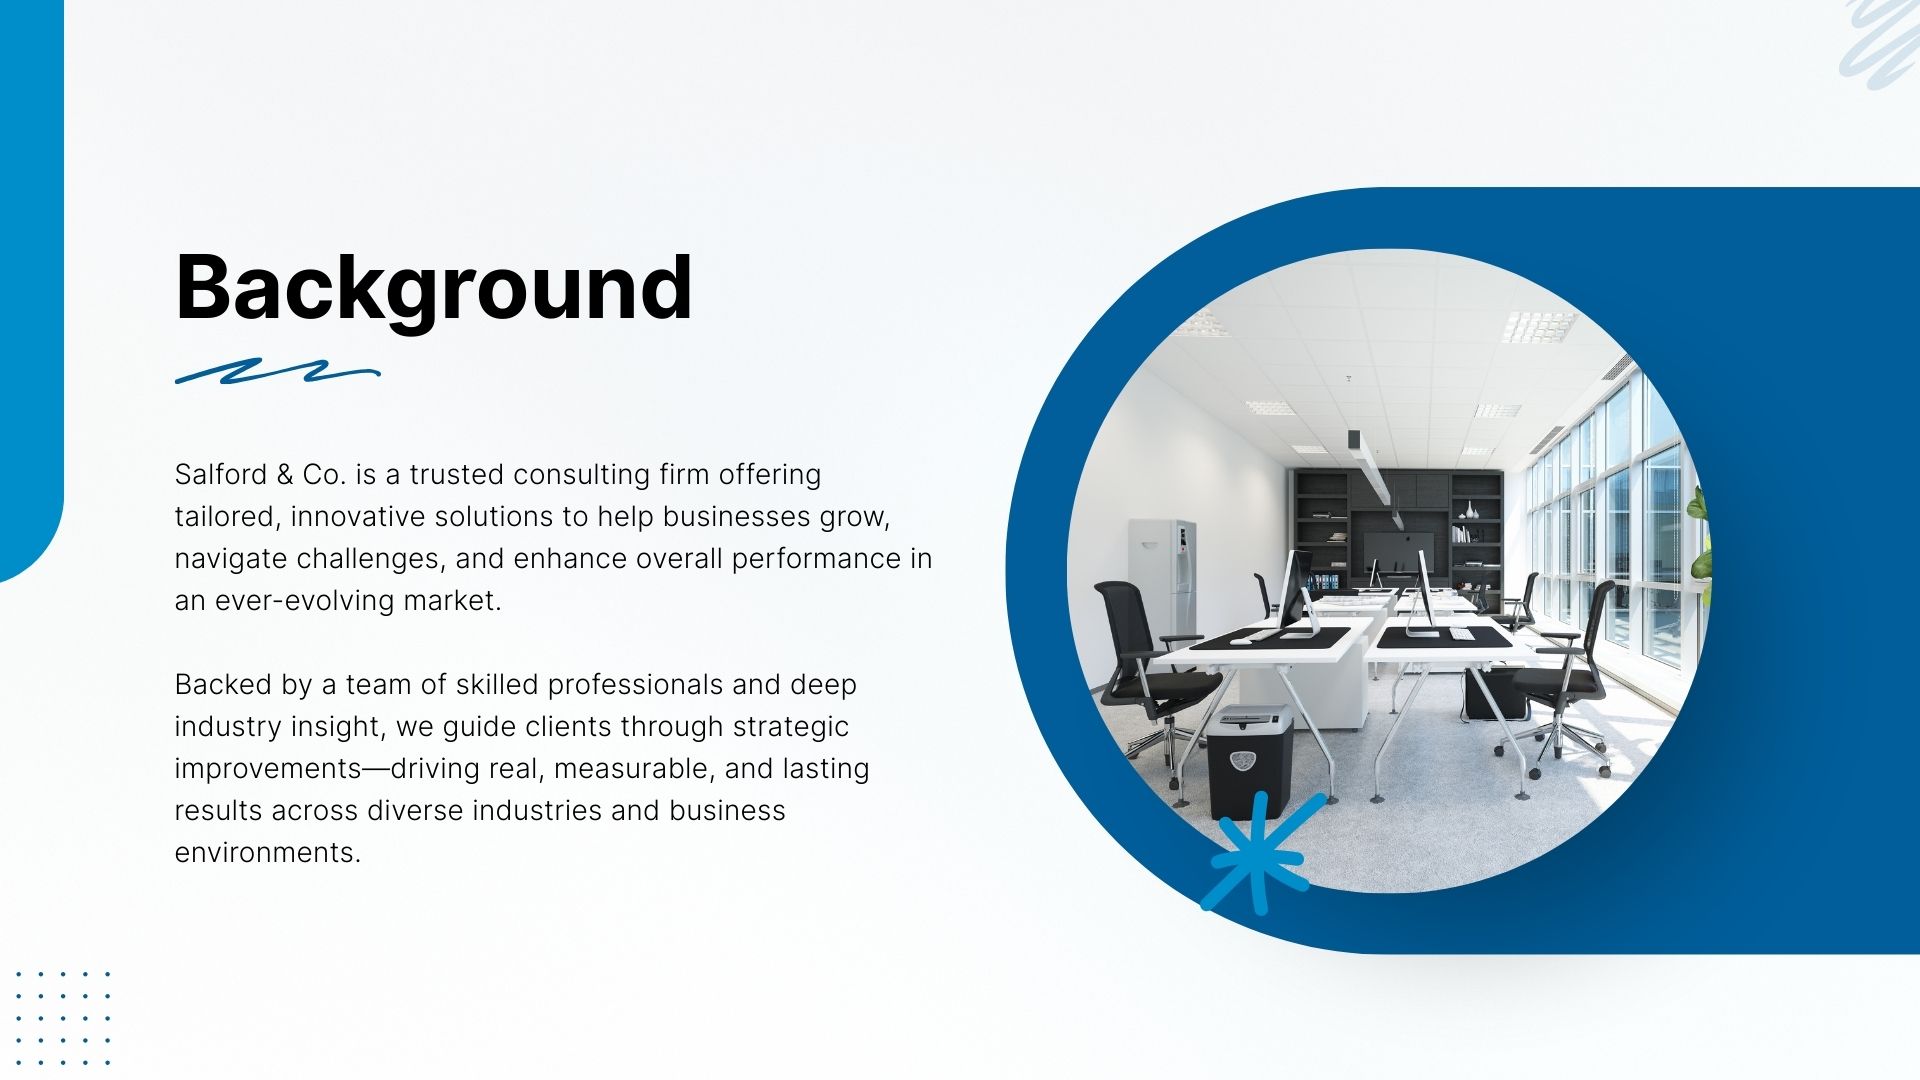 Background
Salford & Co. is a trusted consulting firm offering
tailored, innovative solutions to help businesses grow,
navigate challenges, and enhance overall performance in
an ever-evolving market.
Backed by a team of skilled professionals and deep
industry insight, we guide clients through strategic
improvements—driving real, measurable, and lasting
results across diverse industries and business
environments.